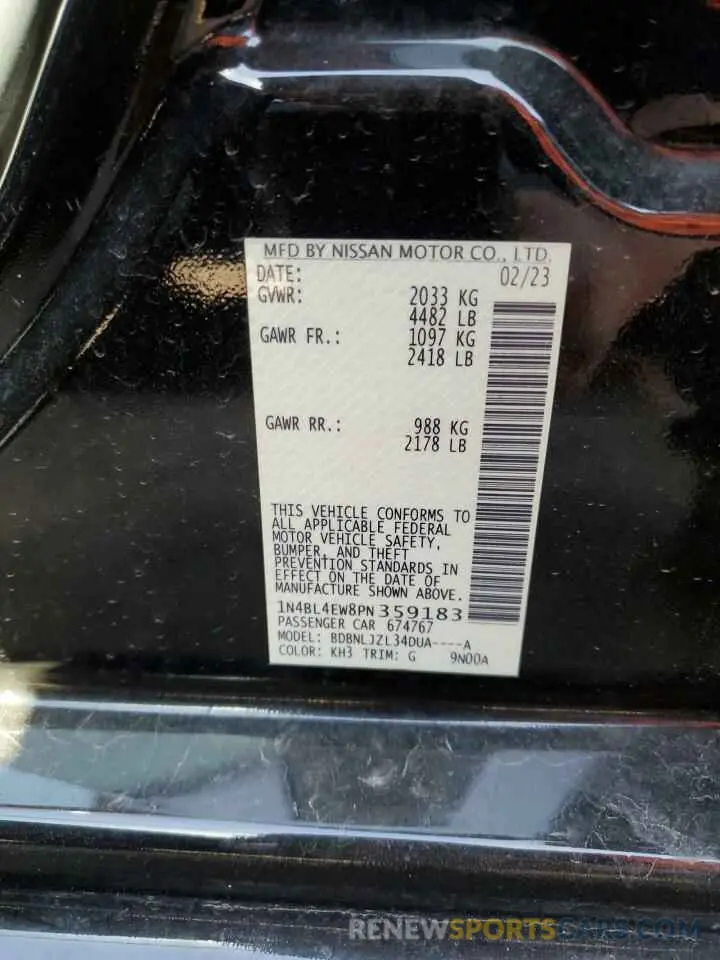 MFD BY NISSAN MOTOR CO., LTD.
DATE: 02/23
GVWR: 2033 KG
4482 LB
GAWR FR.: 1097 KG
2418 LB
GAWR RR.: 988 KG
2178 LB
THIS VEHICLE CONFORMS TO
ALL APPLICABLE FEDERAL
MOTOR VEHICLE SAFETY,
BUMPER, AND THEFT
PREVENTION STANDARDS IN
EFFECT ON THE DATE OF
MANUFACTURE SHOWN ABOVE.
1N4BL4EW8PN359183
PASSENGER CAR 674767
MODEL: BDBNLJZL34DUA----A
COLOR: KH3 TRIM: G 9N00A
RENEWSPORTSCARS.COM